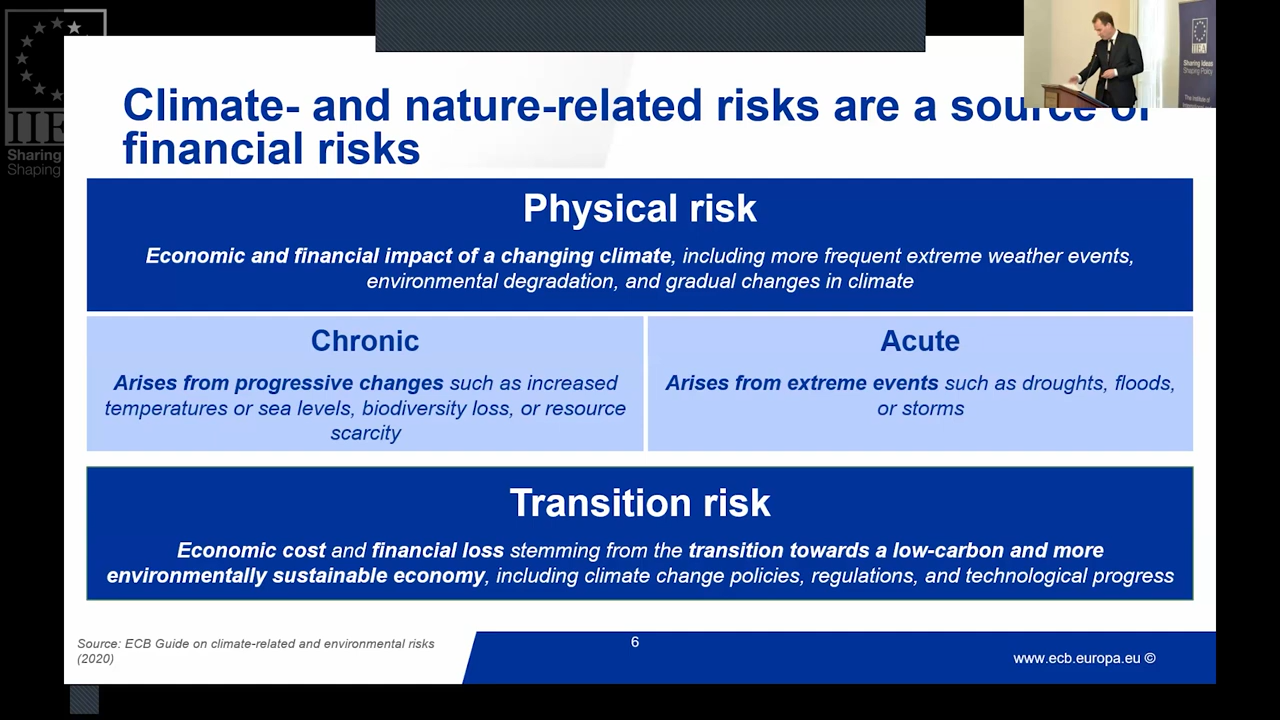 IIEA
Sharing
Shaping
Sharing Ideas
Shaping Policy
Climate- and nature-related risks are a source of
financial risks
Physical risk
Economic and financial impact of a changing climate, including more frequent extreme weather events,
environmental degradation, and gradual changes in climate
Chronic
Arises from progressive changes such as increased
temperatures or sea levels, biodiversity loss, or resource
scarcity
Acute
Arises from extreme events such as droughts, floods,
or storms
Transition risk
Economic cost and financial loss stemming from the transition towards a low-carbon and more
environmentally sustainable economy, including climate change policies, regulations, and technological progress
Source: ECB Guide on climate-related and environmental risks
(2020)
6
www.ecb.europa.eu ©